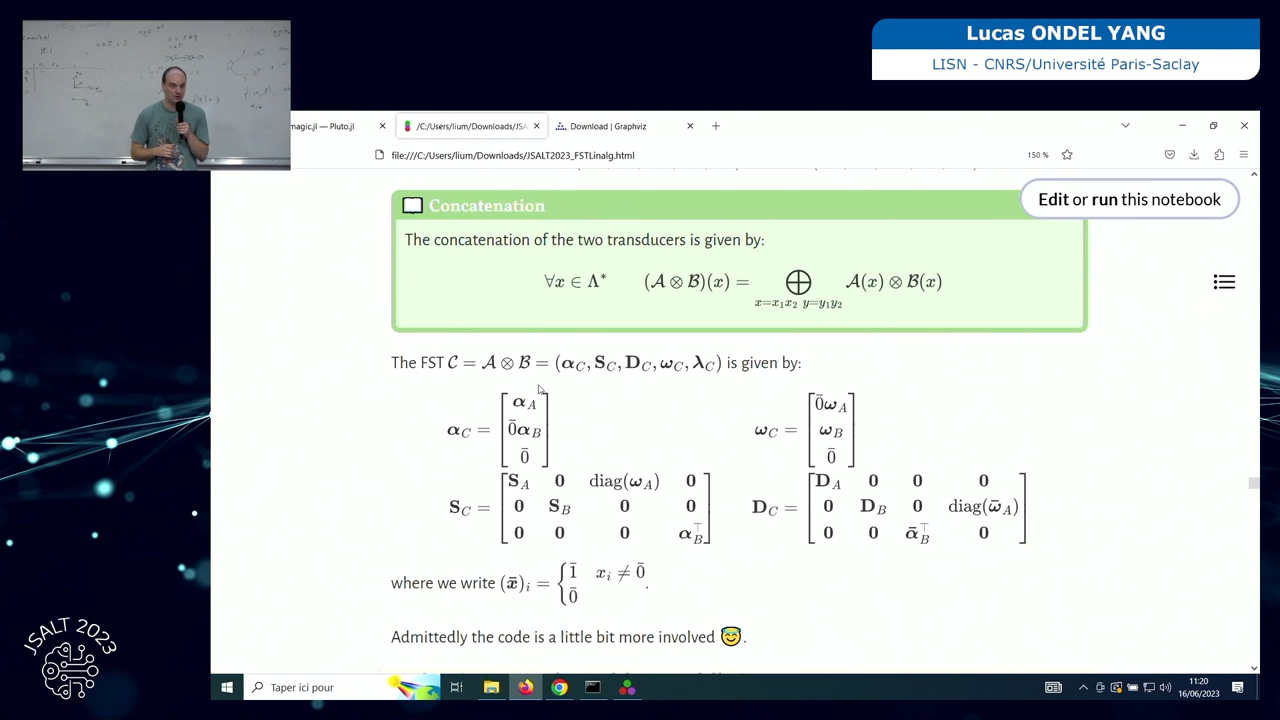 Lucas ONDEL YANG
LISN - CNRS/Université Paris-Saclay
magic.jl — Pluto.jl
/C:/Users/lium/Downloads/JSA
Download | Graphviz
file:///C:/Users/lium/Downloads/JSALT2023_FSTLinalg.html
150 %
Edit or run this notebook
Concatenation
The concatenation of the two transducers is given by:
∀x ∈ Λ* (𝒜 ⊗ ℬ)(x) = ⨁ 𝒜(x) ⊗ ℬ(x)
x=x₁x₂ y=y₁y₂
The FST 𝒞 = 𝒜 ⊗ ℬ = (α_C, S_C, D_C, ω_C, λ_C) is given by:
α_C = [α_A ; 0̄α_B ; 0̄] ω_C = [0̄ω_A ; ω_B ; 0̄]
S_C = [S_A 0 diag(ω_A) 0 ; 0 S_B 0 0 ; 0 0 0 α_B^⊤] D_C = [D_A 0 0 0 ; 0 D_B 0 diag(ω̄_A) ; 0 0 ᾱ_B^⊤ 0]
where we write (x̄)_i = { 1̄ x_i ≠ 0̄ ; 0̄ .
Admittedly the code is a little bit more involved 😇.
JSALT 2023
Taper ici pour
11:20
16/06/2023